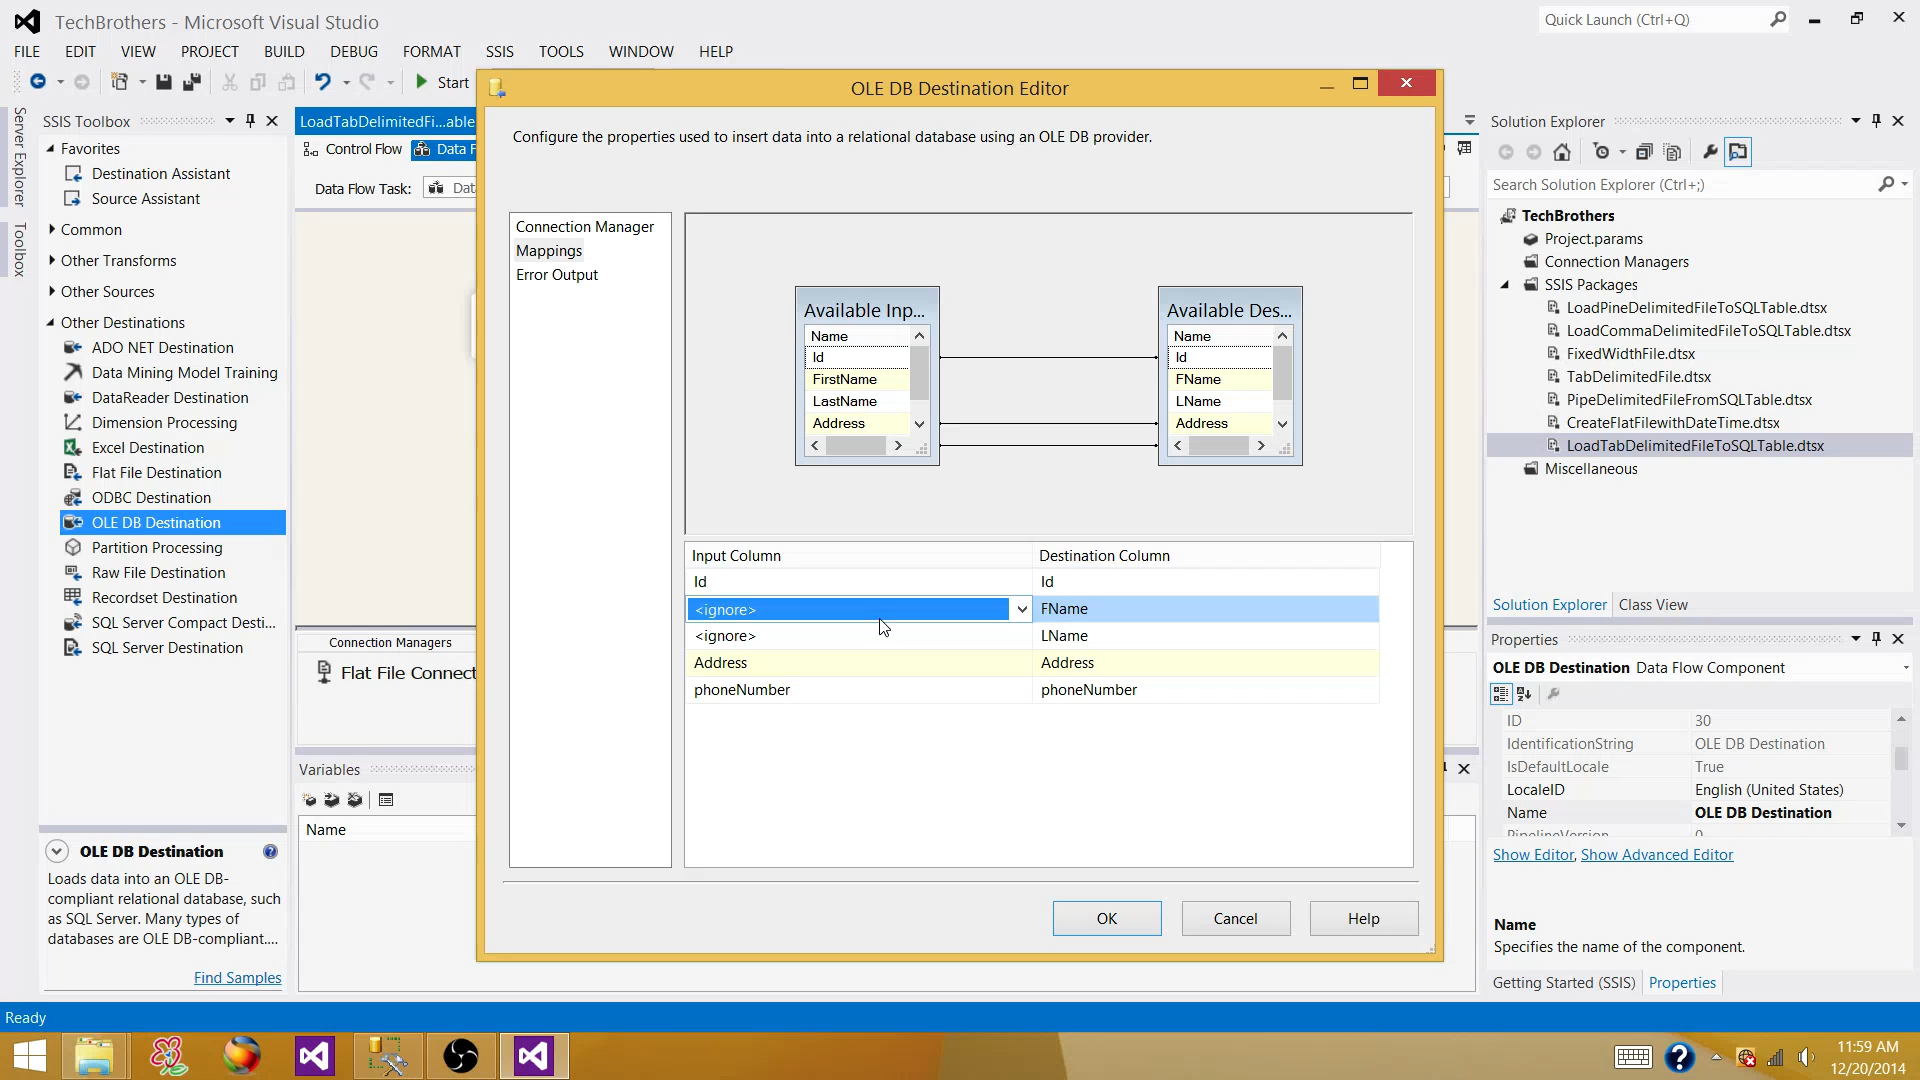 TechBrothers - Microsoft Visual Studio
Quick Launch (Ctrl+Q)
FILE EDIT VIEW PROJECT BUILD DEBUG FORMAT SSIS TOOLS WINDOW HELP
Start
Server Explorer
Toolbox
SSIS Toolbox
Favorites
Destination Assistant
Source Assistant
Common
Other Transforms
Other Sources
Other Destinations
ADO NET Destination
Data Mining Model Training
DataReader Destination
Dimension Processing
Excel Destination
Flat File Destination
ODBC Destination
OLE DB Destination
Partition Processing
Raw File Destination
Recordset Destination
SQL Server Compact Desti...
SQL Server Destination
OLE DB Destination
Loads data into an OLE DB-
compliant relational database, such
as SQL Server. Many types of
databases are OLE DB-compliant....
Find Samples
LoadTabDelimitedFi...able
Control Flow
Data F
Data Flow Task:
Dat
Connection Managers
Flat File Connect
Variables
Name
OLE DB Destination Editor
Configure the properties used to insert data into a relational database using an OLE DB provider.
Connection Manager
Mappings
Error Output
Available Inp...
Name
Id
FirstName
LastName
Address
Available Des...
Name
Id
FName
LName
Address
Input Column Destination Column
Id Id
<ignore> FName
<ignore> LName
Address Address
phoneNumber phoneNumber
OK Cancel Help
Solution Explorer
Search Solution Explorer (Ctrl+;)
TechBrothers
Project.params
Connection Managers
SSIS Packages
LoadPineDelimitedFileToSQLTable.dtsx
LoadCommaDelimitedFileToSQLTable.dtsx
FixedWidthFile.dtsx
TabDelimitedFile.dtsx
PipeDelimitedFileFromSQLTable.dtsx
CreateFlatFilewithDateTime.dtsx
LoadTabDelimitedFileToSQLTable.dtsx
Miscellaneous
Solution Explorer Class View
Properties
OLE DB Destination Data Flow Component
ID 30
IdentificationString OLE DB Destination
IsDefaultLocale True
LocaleID English (United States)
Name OLE DB Destination
PipelineVersion 0
Show Editor, Show Advanced Editor
Name
Specifies the name of the component.
Getting Started (SSIS) Properties
Ready
11:59 AM
12/20/2014